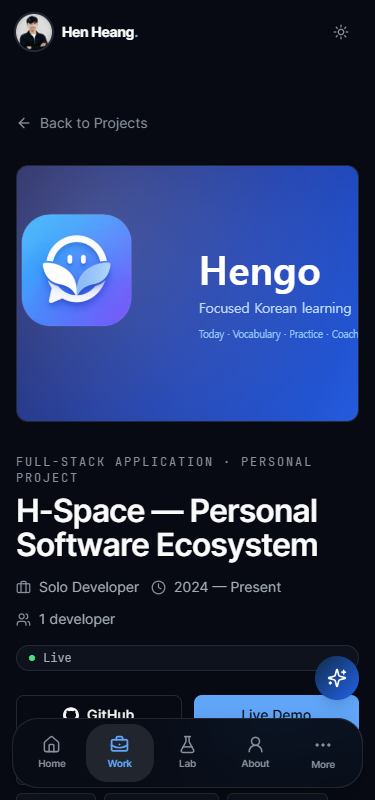 Hen Heang.
Back to Projects
Hengo
Focused Korean learning
Today · Vocabulary · Practice · Coach
FULL-STACK APPLICATION · PERSONAL
PROJECT
H-Space — Personal
Software Ecosystem
Solo Developer 2024 — Present
1 developer
Live
GitHub Live Demo
Home Work Lab About More